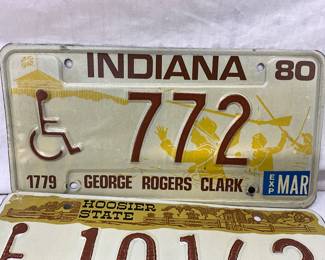 INDIANA 80
772
1779 GEORGE ROGERS CLARK EXP MAR
HOOSIER
STATE